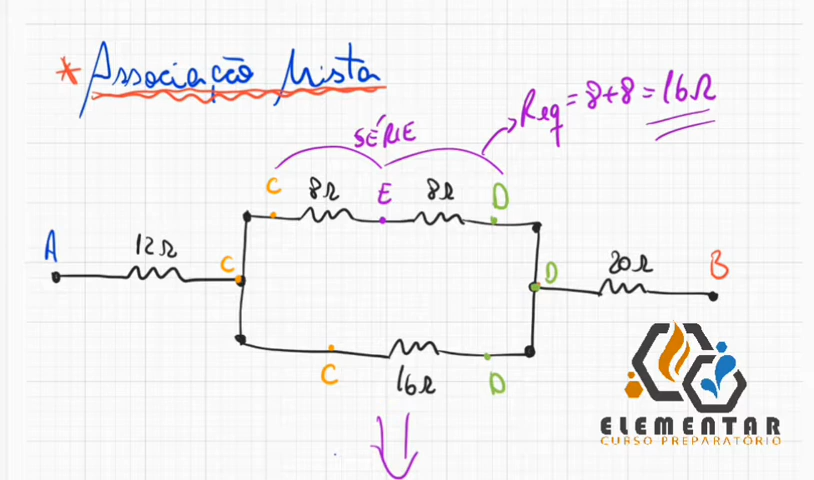 * Associação Mista
Req = 8+8 = 16Ω
SÉRIE
C 8Ω E 8Ω D
A 12Ω C
D 20Ω B
C 16Ω D
ELEMENTAR
CURSO PREPARATÓRIO